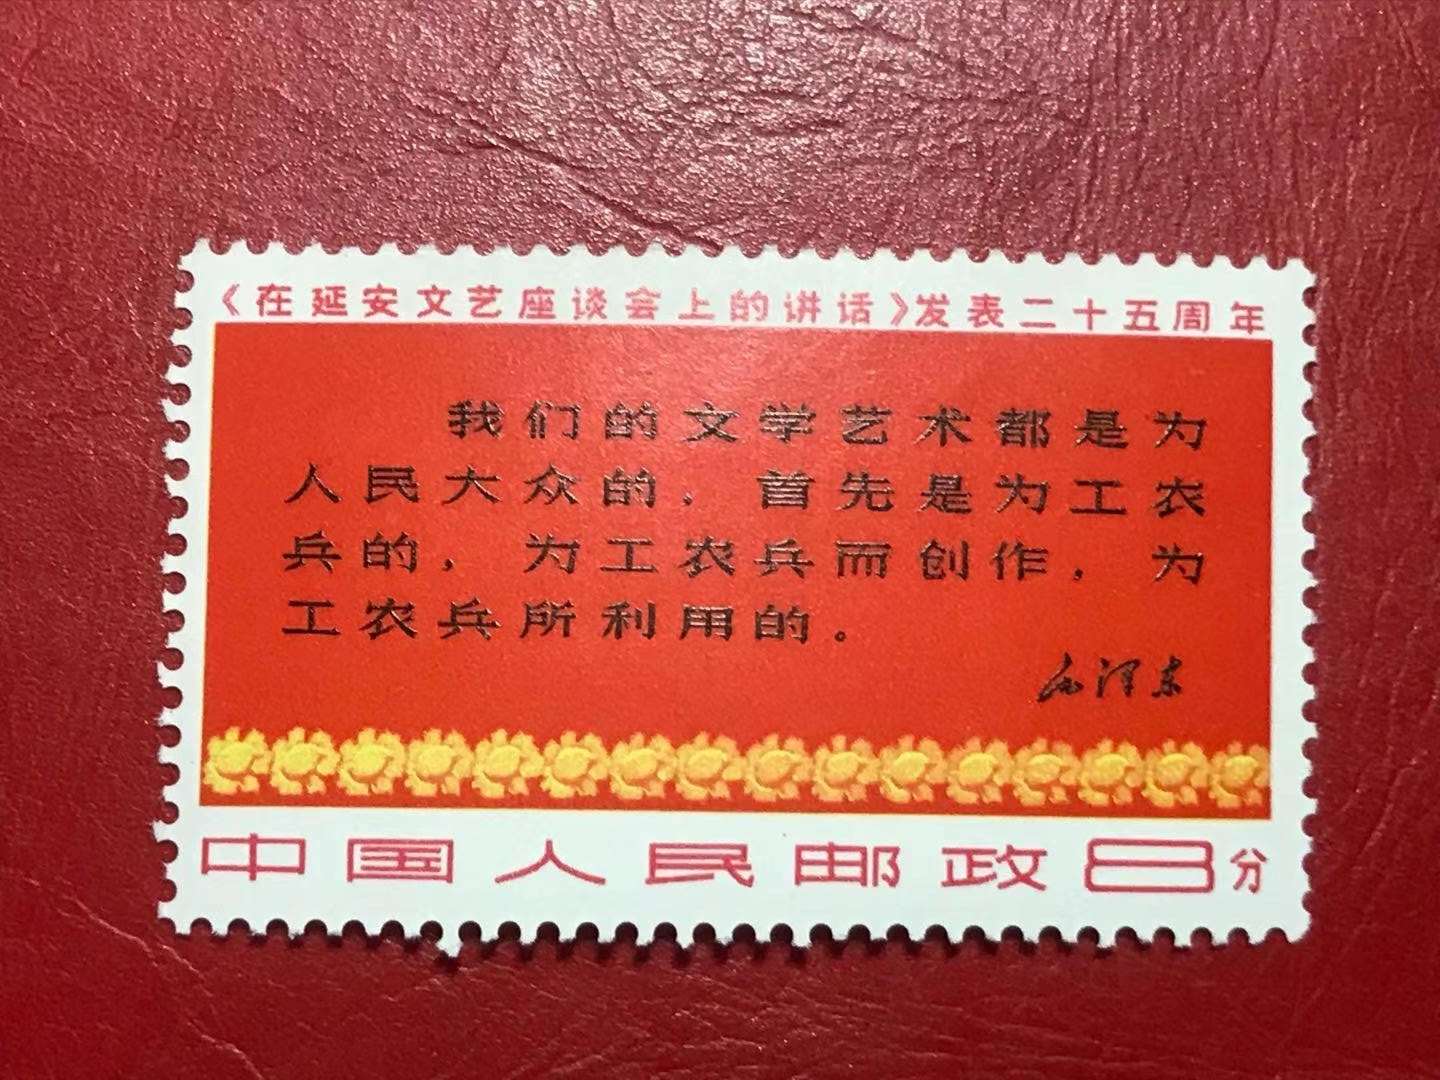 《在延安文艺座谈会上的讲话》发表二十五周年
我们的文学艺术都是为
人民大众的，首先是为工农
兵的，为工农兵而创作，为
工农兵所利用的。
毛泽东
中国人民邮政8分